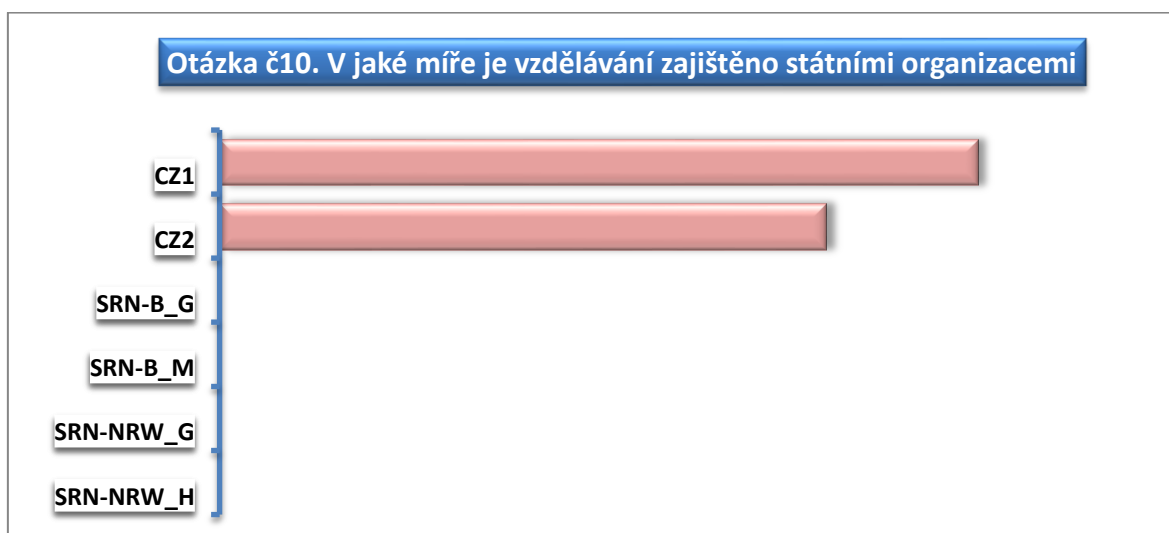 Otázka č10. V jaké míře je vzdělávání zajištěno státními organizacemi
CZ1
CZ2
SRN-B_G
SRN-B_M
SRN-NRW_G
SRN-NRW_H